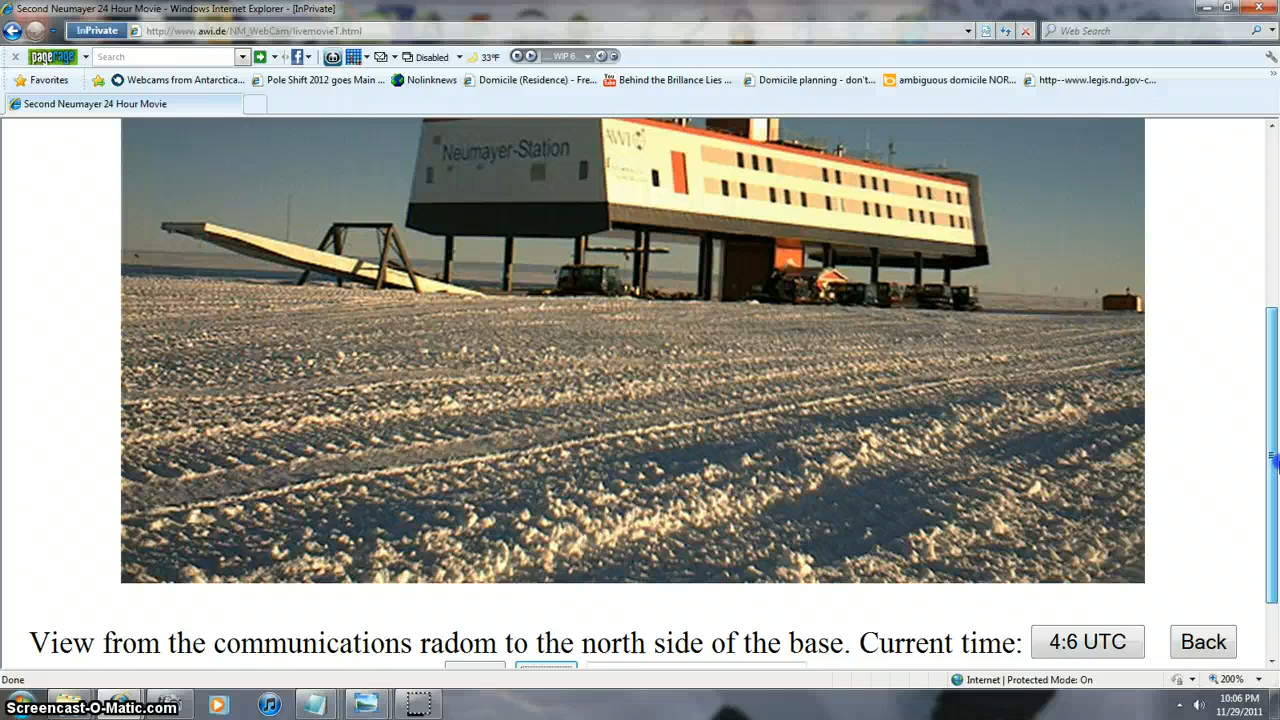 Second Neumayer 24 Hour Movie - Windows Internet Explorer - [InPrivate]
InPrivate
http://www.awi.de/NM_WebCam/livemovieT.html
Web Search
Search
Disabled
33°F
... WIP 6...
Favorites
Webcams from Antarctica...
Pole Shift 2012 goes Main ...
Nolinknews
Domicile (Residence) - Fre...
Behind the Brillance Lies ...
Domicile planning - don't...
ambiguous domicile NOR...
http--www.legis.nd.gov-c...
Second Neumayer 24 Hour Movie
Neumayer-Station
AWI
View from the communications radom to the north side of the base. Current time: 4:6 UTC Back
Done
Internet | Protected Mode: On
200%
Screencast-O-Matic.com
10:06 PM
11/29/2011